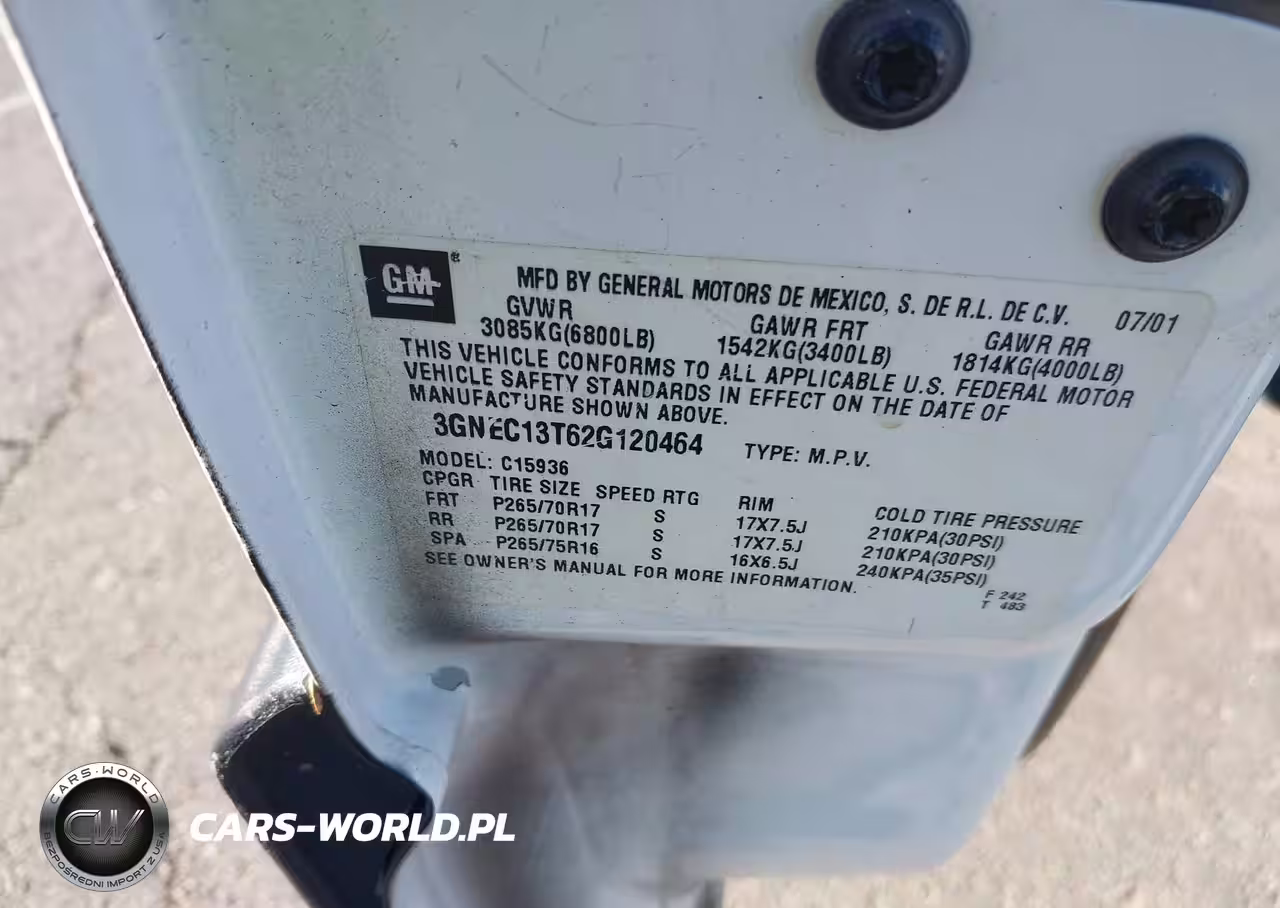 GM®
MFD BY GENERAL MOTORS DE MEXICO, S. DE R.L. DE C.V. 07/01
GVWR GAWR FRT GAWR RR
3085KG(6800LB) 1542KG(3400LB) 1814KG(4000LB)
THIS VEHICLE CONFORMS TO ALL APPLICABLE U.S. FEDERAL MOTOR
VEHICLE SAFETY STANDARDS IN EFFECT ON THE DATE OF
MANUFACTURE SHOWN ABOVE.
3GNEC13T62G120464 TYPE: M.P.V.
MODEL: C15936
CPGR TIRE SIZE SPEED RTG RIM COLD TIRE PRESSURE
FRT P265/70R17 S 17X7.5J 210KPA(30PSI)
RR P265/70R17 S 17X7.5J 210KPA(30PSI)
SPA P265/75R16 S 16X6.5J 240KPA(35PSI)
SEE OWNER'S MANUAL FOR MORE INFORMATION.
F 242
T 483
CARS-WORLD
CW
BEZPOŚREDNI IMPORT Z USA
CARS-WORLD.PL